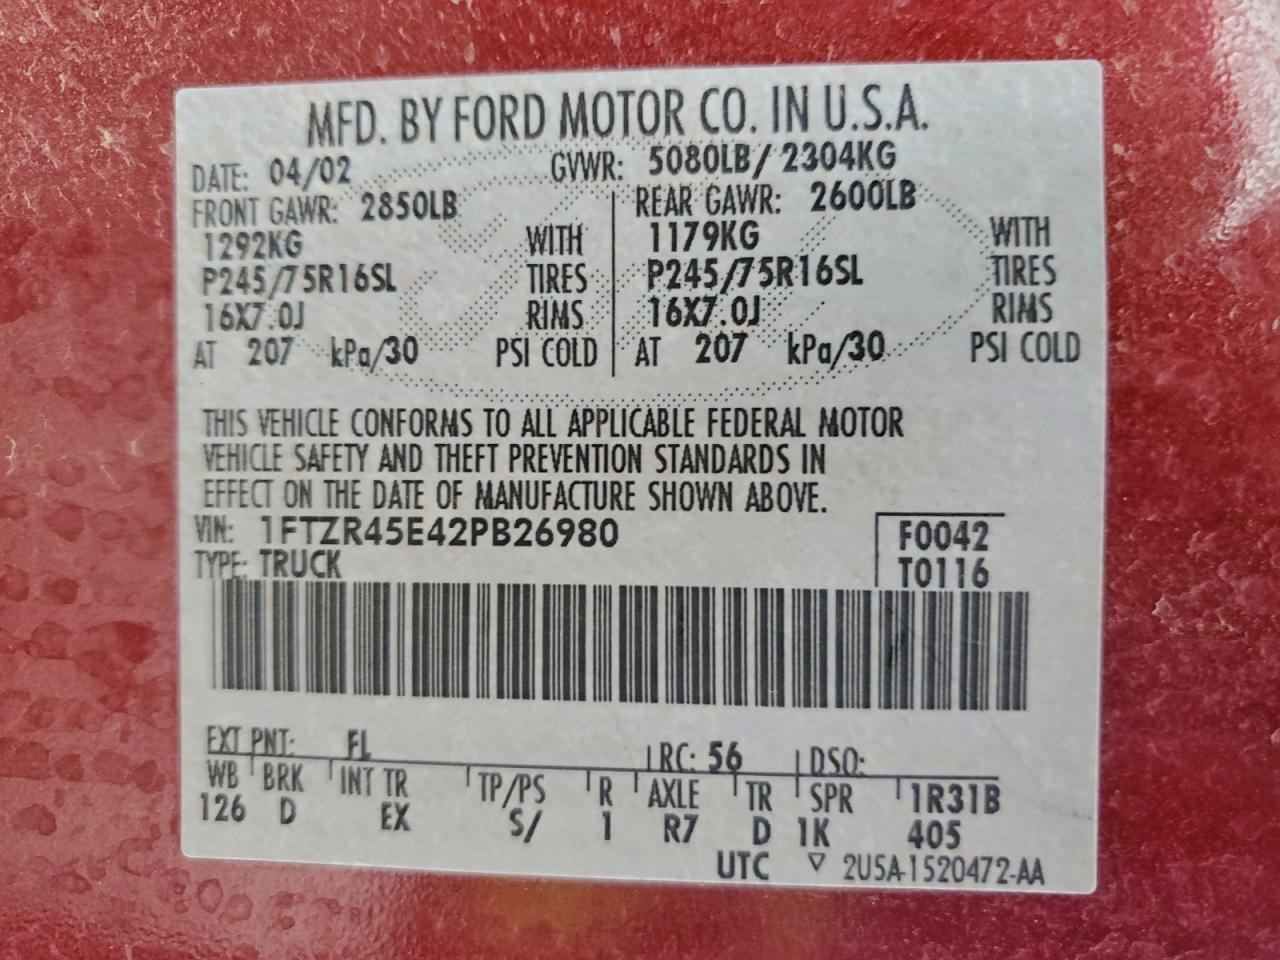 MFD. BY FORD MOTOR CO. IN U.S.A.
DATE: 04/02 GVWR: 5080LB/ 2304KG
FRONT GAWR: 2850LB REAR GAWR: 2600LB
1292KG WITH 1179KG WITH
P245/75R16SL TIRES P245/75R16SL TIRES
16X7.0J RIMS 16X7.0J RIMS
AT 207 kPa/30 PSI COLD AT 207 kPa/30 PSI COLD
THIS VEHICLE CONFORMS TO ALL APPLICABLE FEDERAL MOTOR
VEHICLE SAFETY AND THEFT PREVENTION STANDARDS IN
EFFECT ON THE DATE OF MANUFACTURE SHOWN ABOVE.
VIN: 1FTZR45E42PB26980 F0042
TYPE: TRUCK T0116
EXT PNT: FL RC: 56 DSO:
WB BRK INT TR TP/PS R AXLE TR SPR 1R31B
126 D EX S/ 1 R7 D 1K 405
UTC ▽ 2U5A-1520472-AA